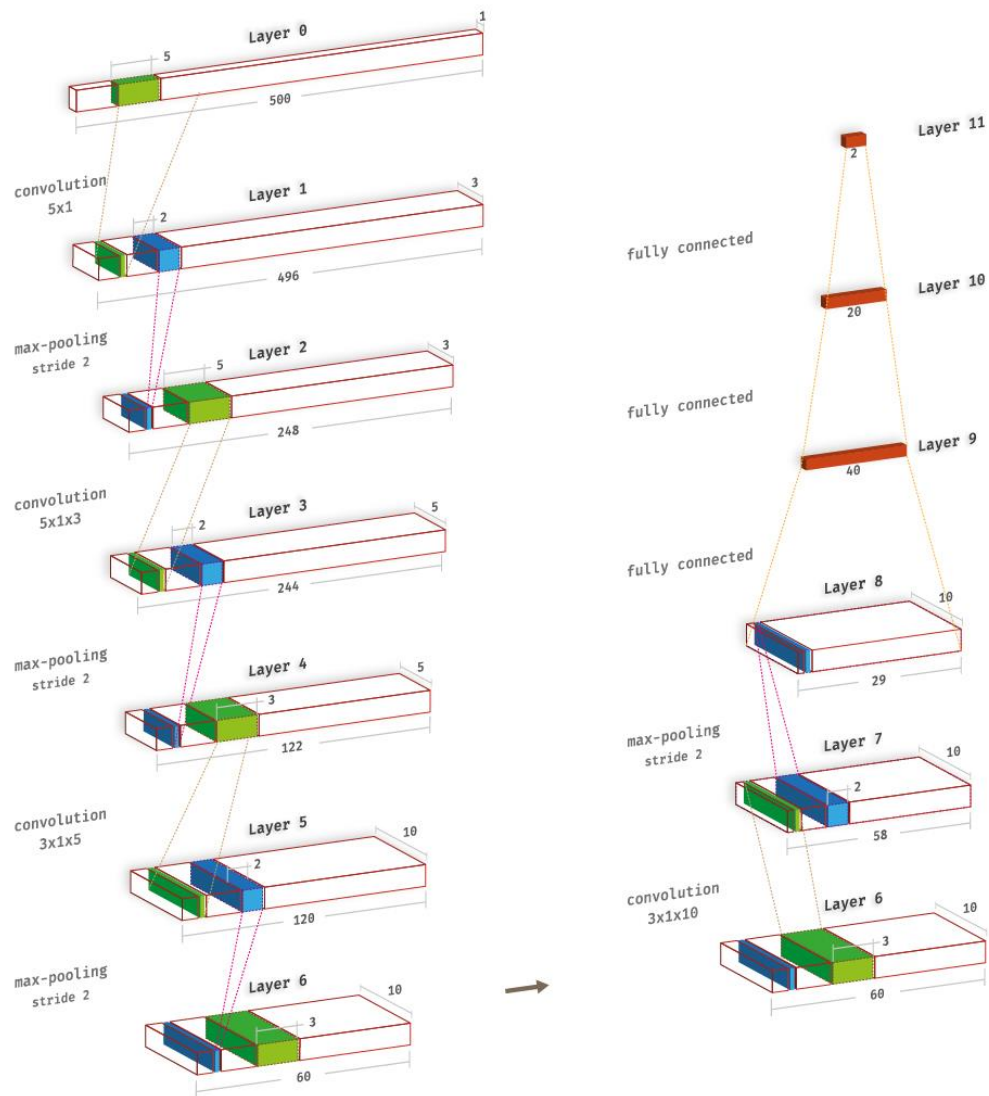 Layer 0
1
5
500
convolution
5x1
Layer 1
3
2
496
max-pooling
stride 2
Layer 2
3
5
248
convolution
5x1x3
Layer 3
5
2
244
max-pooling
stride 2
Layer 4
5
3
122
convolution
3x1x5
Layer 5
10
2
120
max-pooling
stride 2
Layer 6
10
3
60
Layer 11
2
fully connected
Layer 10
20
fully connected
Layer 9
40
fully connected
Layer 8
10
29
max-pooling
stride 2
Layer 7
10
2
58
convolution
3x1x10
Layer 6
10
3
60